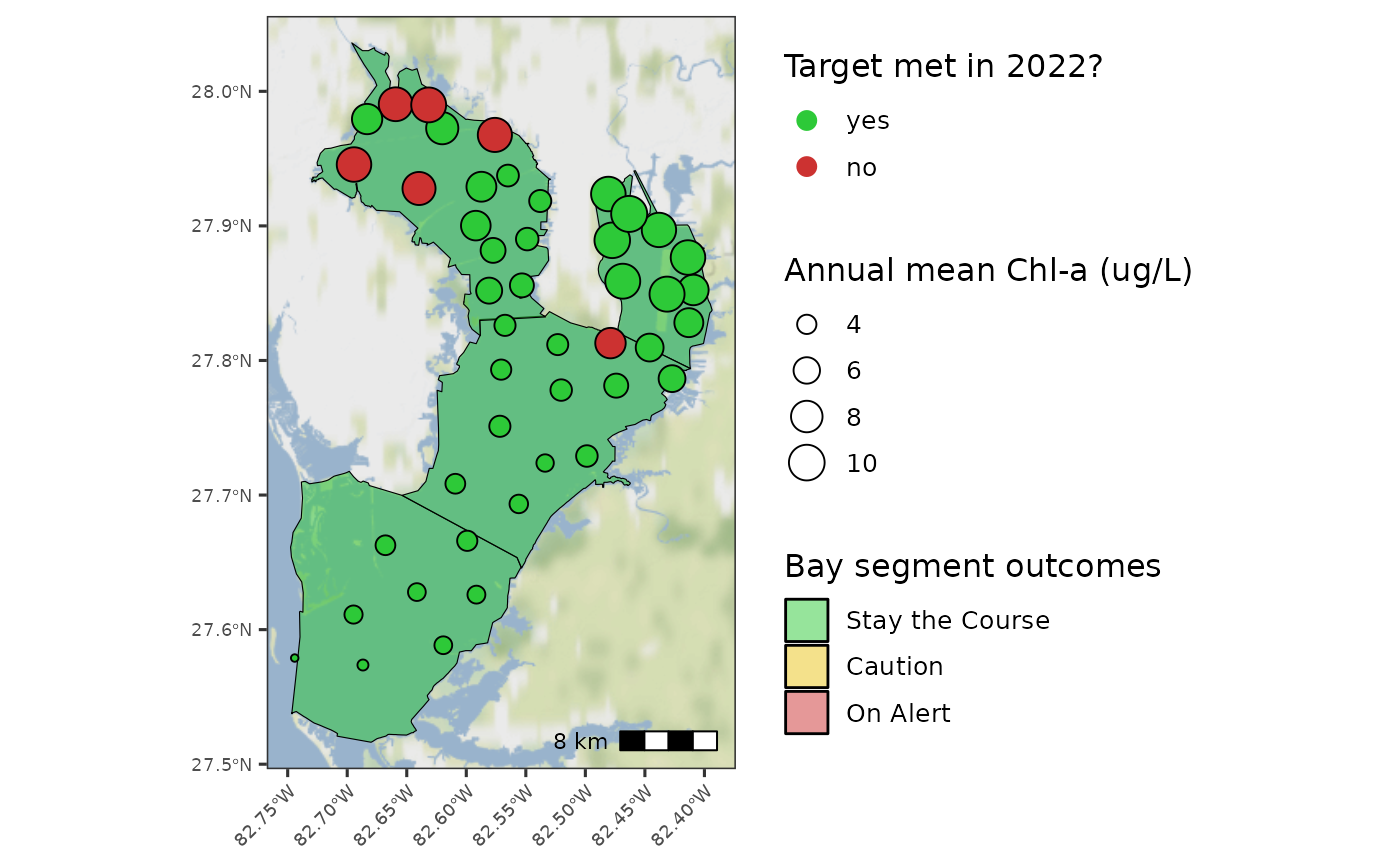 28.0°N
27.9°N
27.8°N
27.7°N
27.6°N
27.5°N
82.75°W
82.70°W
82.65°W
82.60°W
82.55°W
82.50°W
82.45°W
82.40°W
8 km
Target met in 2022?
yes
no
Annual mean Chl-a (ug/L)
4
6
8
10
Bay segment outcomes
Stay the Course
Caution
On Alert